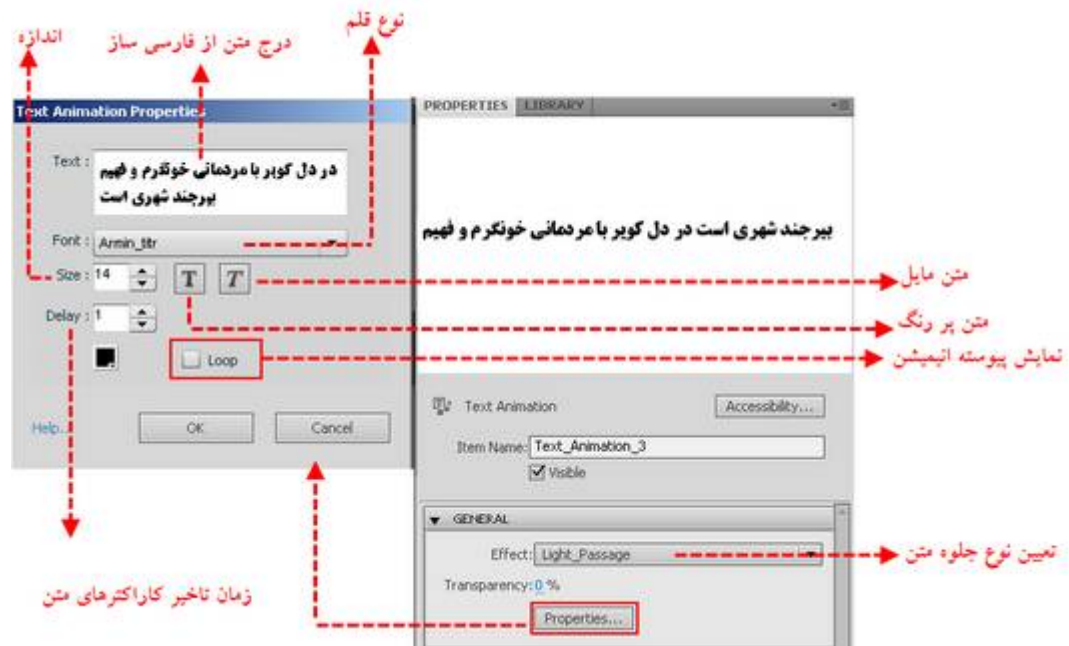 نوع قلم
اندازه
درج متن از فارسی ساز
Text Animation Properties
Text :
در دل کویر با مردمانی خونگرم و فهیم
بیرجند شهری است
Font : Armin_titr
Size : 14 T T
Delay : 1
Loop
Help...
OK
Cancel
زمان تاخیر کاراکترهای متن
PROPERTIES LIBRARY
بیرجند شهری است در دل کویر با مردمانی خونگرم و فهیم
متن مایل
متن پر رنگ
نمایش پیوسته انیمیشن
Text Animation
Accessibility...
Item Name: Text_Animation_3
Visible
GENERAL
Effect: Light_Passage
تعیین نوع جلوه متن
Transparency: 0 %
Properties...